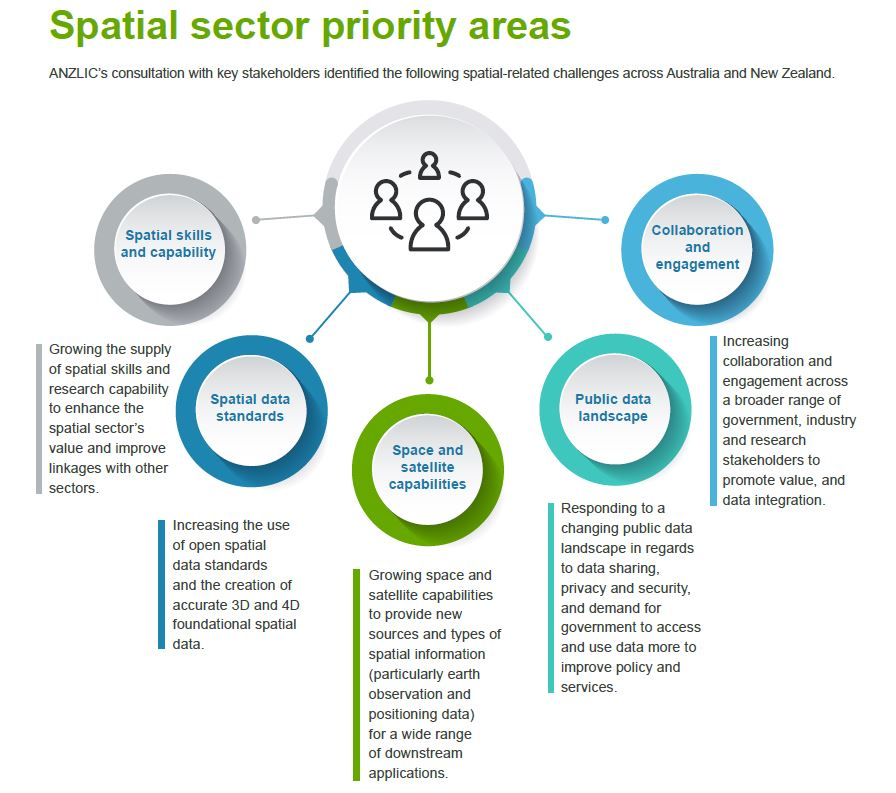 Spatial sector priority areas
ANZLIC’s consultation with key stakeholders identified the following spatial-related challenges across Australia and New Zealand.
Spatial skills
and capability
Growing the supply
of spatial skills and
research capability
to enhance the
spatial sector’s
value and improve
linkages with other
sectors.
Spatial data
standards
Increasing the use
of open spatial
data standards
and the creation of
accurate 3D and 4D
foundational spatial
data.
Space and
satellite
capabilities
Growing space and
satellite capabilities
to provide new
sources and types of
spatial information
(particularly earth
observation and
positioning data)
for a wide range
of downstream
applications.
Public data
landscape
Responding to a
changing public data
landscape in regards
to data sharing,
privacy and security,
and demand for
government to access
and use data more to
improve policy and
services.
Collaboration
and
engagement
Increasing
collaboration and
engagement across
a broader range of
government, industry
and research
stakeholders to
promote value, and
data integration.